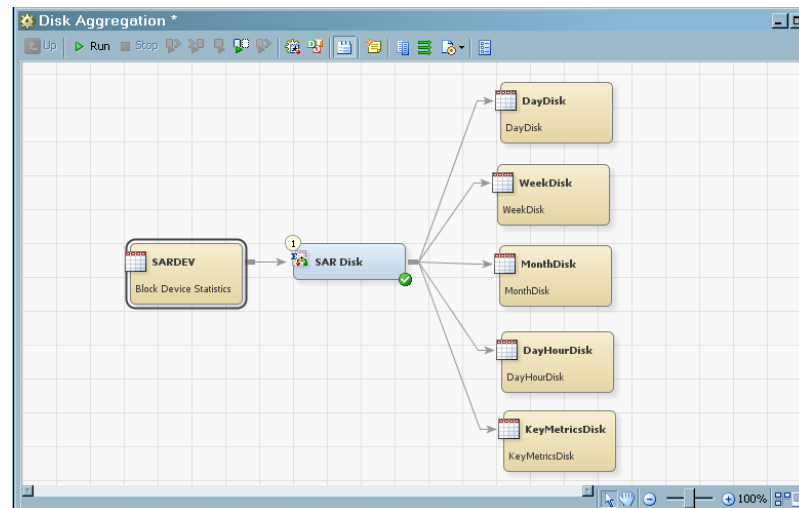 Disk Aggregation *
Up Run Stop
DayDisk
DayDisk
WeekDisk
WeekDisk
1
SARDEV
Block Device Statistics
SAR Disk
MonthDisk
MonthDisk
DayHourDisk
DayHourDisk
KeyMetricsDisk
KeyMetricsDisk
100%